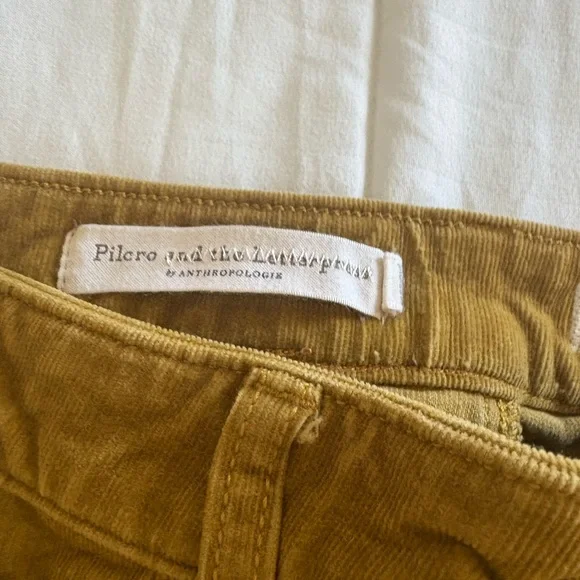 Pilcro and the Letterpress
by ANTHROPOLOGIE